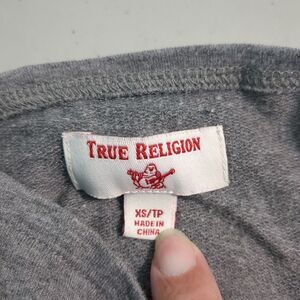 TRUE RELIGION
XS/TP
MADE IN
CHINA